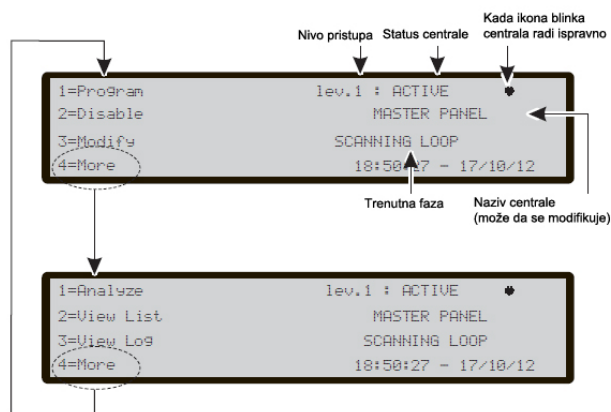 Nivo pristupa
Status centrale
Kada ikona blinka
centrala radi ispravno
1=Program lev.1 : ACTIVE
2=Disable MASTER PANEL
3=Modify SCANNING LOOP
4=More 18:50:27 - 17/10/12
Trenutna faza
Naziv centrale
(može da se modifikuje)
1=Analyze lev.1 : ACTIVE
2=View List MASTER PANEL
3=View Log SCANNING LOOP
4=More 18:50:27 - 17/10/12